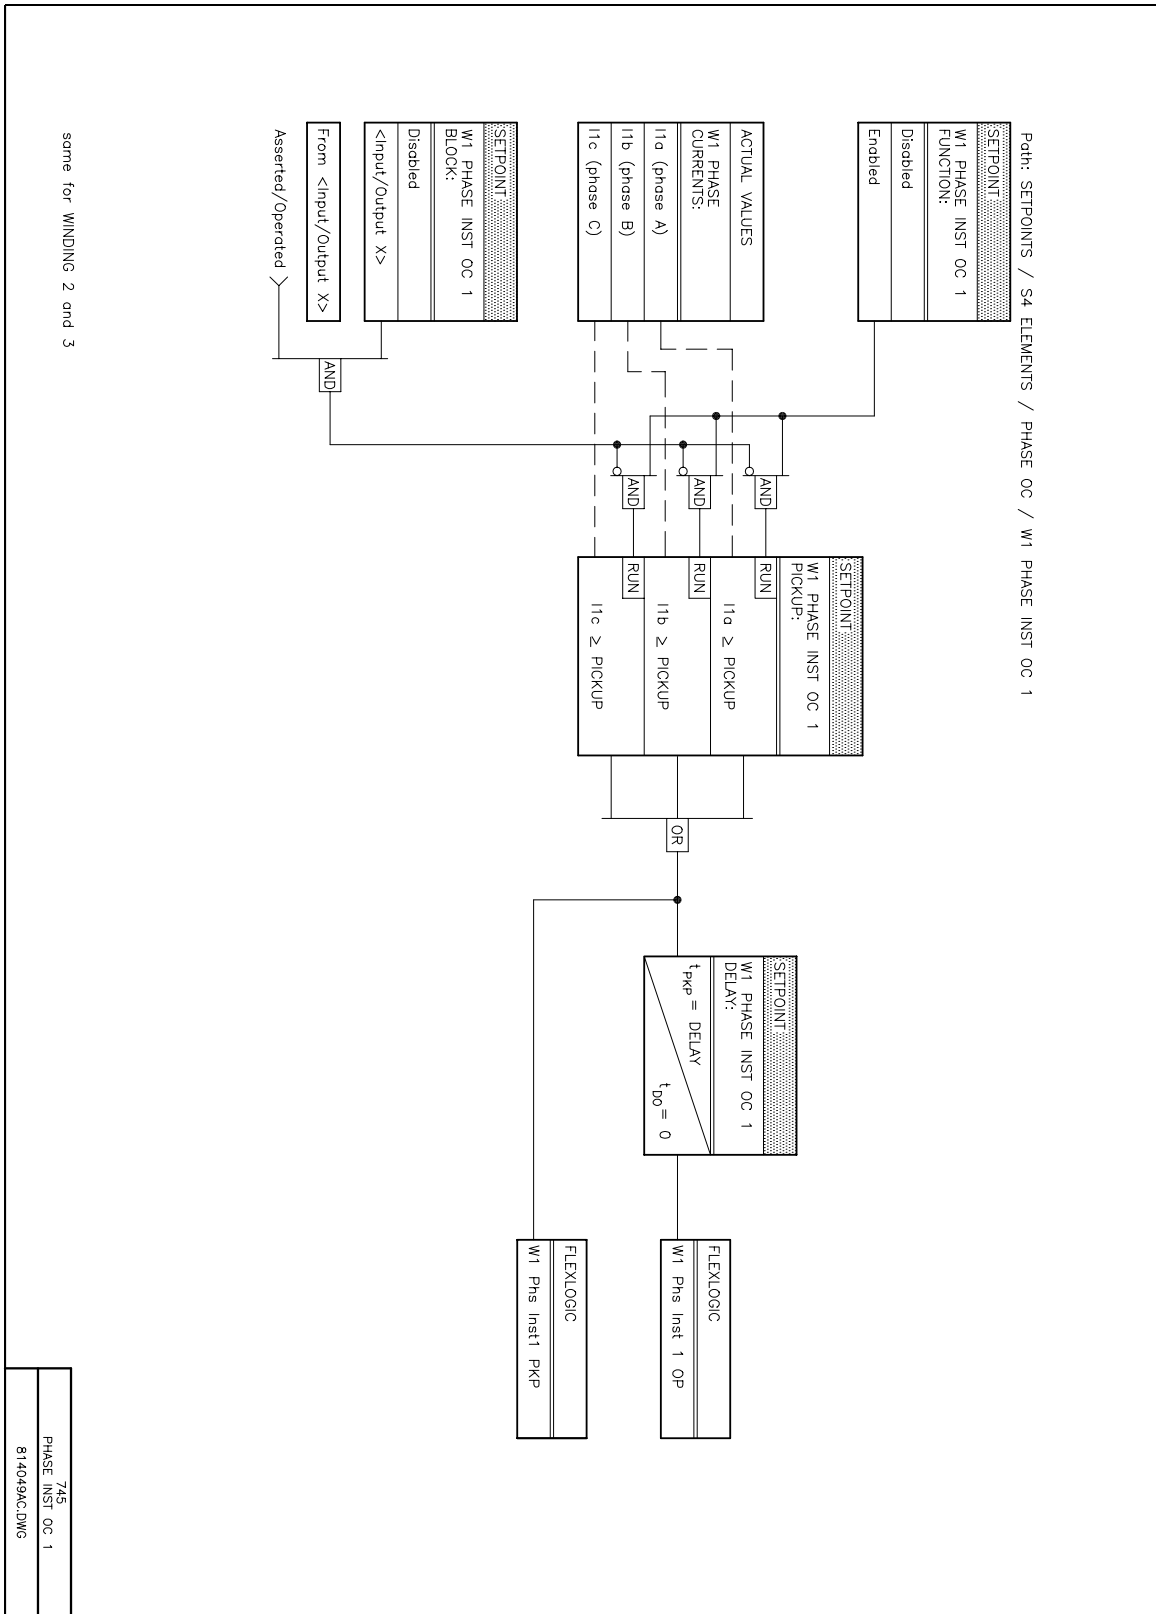 Path: SETPOINTS / S4 ELEMENTS / PHASE OC / W1 PHASE INST OC 1
SETPOINT
W1 PHASE INST OC 1
FUNCTION:
Disabled
Enabled
ACTUAL VALUES
W1 PHASE
CURRENTS:
I1a (phase A)
I1b (phase B)
I1c (phase C)
SETPOINT
W1 PHASE INST OC 1
BLOCK:
Disabled
<Input/Output X>
From <Input/Output X>
Asserted/Operated
AND
AND
AND
AND
SETPOINT
W1 PHASE INST OC 1
PICKUP:
RUN
I1a ≥ PICKUP
RUN
I1b ≥ PICKUP
RUN
I1c ≥ PICKUP
OR
SETPOINT
W1 PHASE INST OC 1
DELAY:
tPKP = DELAY
tDO = 0
FLEXLOGIC
W1 Phs Inst 1 OP
FLEXLOGIC
W1 Phs Inst1 PKP
same for WINDING 2 and 3
745
PHASE INST OC 1
814049AC.DWG